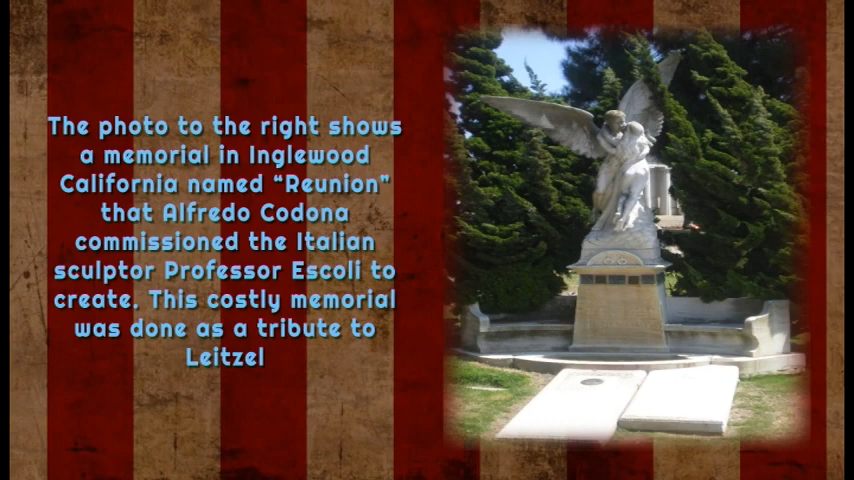 The photo to the right shows
a memorial in Inglewood
California named “Reunion”
that Alfredo Codona
commissioned the Italian
sculptor Professor Escoli to
create. This costly memorial
was done as a tribute to
Leitzel